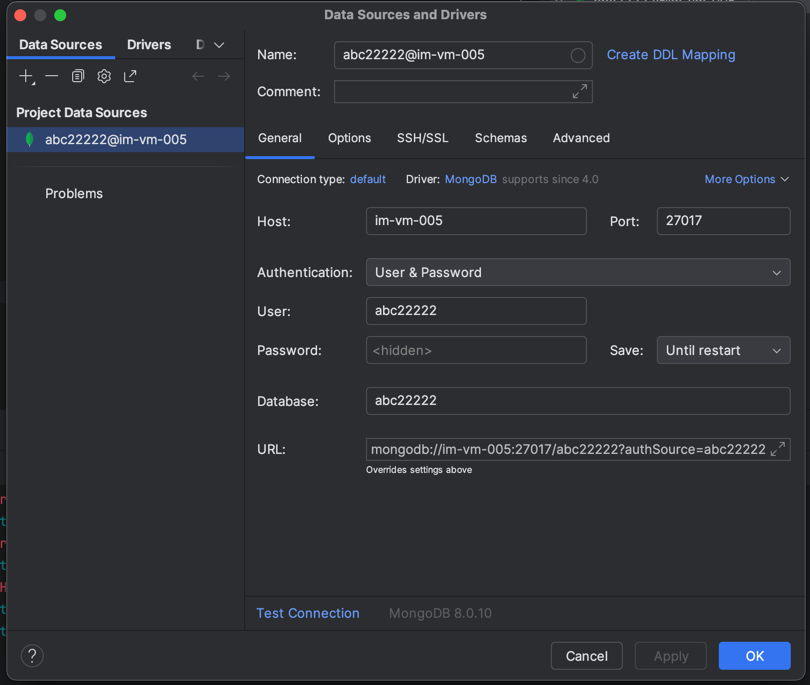 Data Sources and Drivers
Data Sources Drivers D
Name: abc22222@im-vm-005 Create DDL Mapping
Comment:
Project Data Sources
abc22222@im-vm-005
Problems
General Options SSH/SSL Schemas Advanced
Connection type: default Driver: MongoDB supports since 4.0 More Options
Host: im-vm-005 Port: 27017
Authentication: User & Password
User: abc22222
Password: <hidden> Save: Until restart
Database: abc22222
URL: mongodb://im-vm-005:27017/abc22222?authSource=abc22222
Overrides settings above
Test Connection MongoDB 8.0.10
? Cancel Apply OK